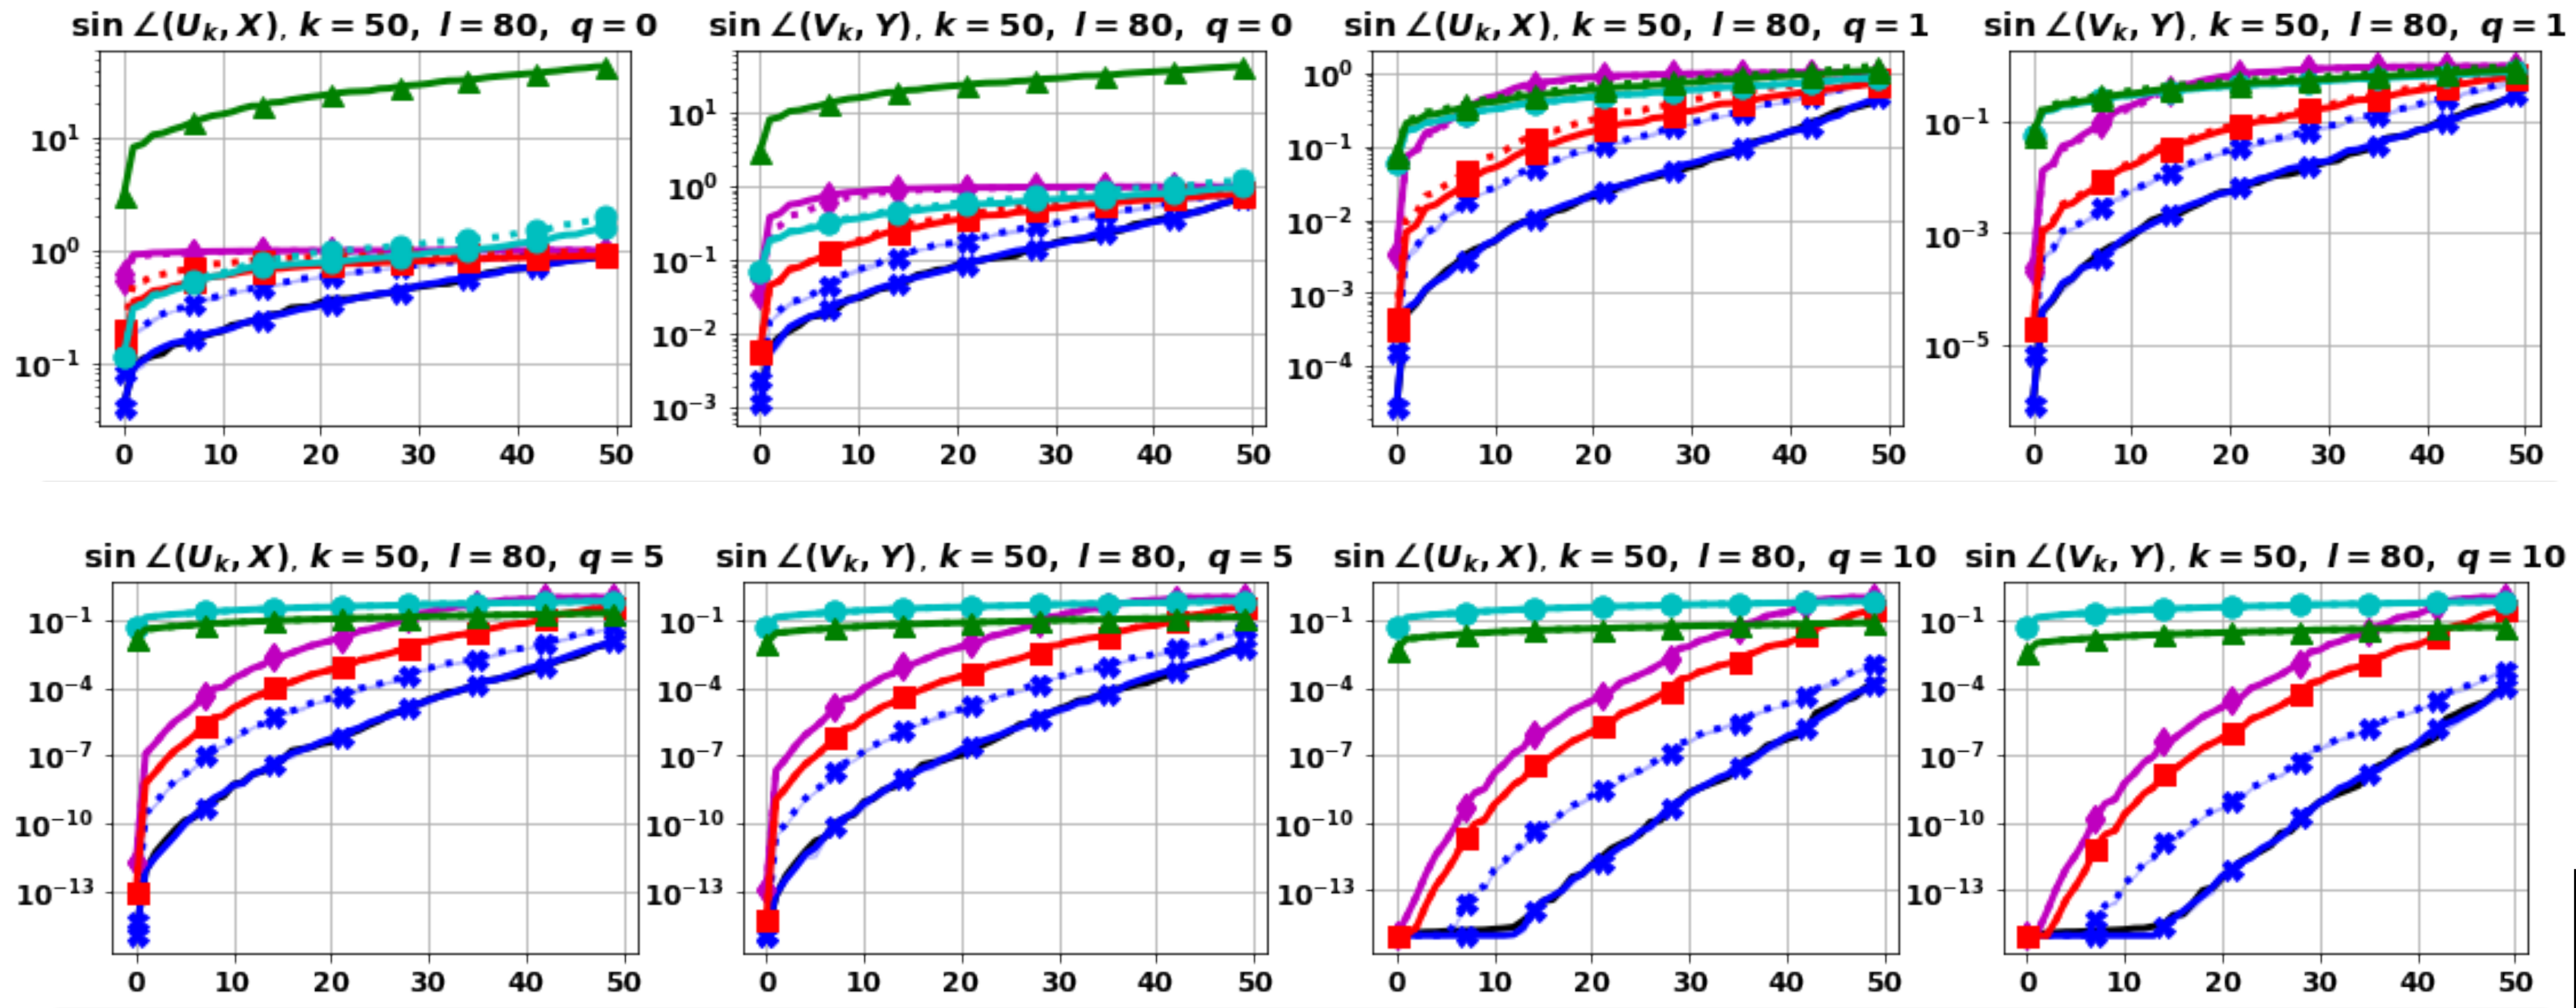 sin ∠(U_k, X), k = 50, l = 80, q = 0
10^1
10^0
10^-1
0 10 20 30 40 50
sin ∠(V_k, Y), k = 50, l = 80, q = 0
10^1
10^0
10^-1
10^-2
10^-3
0 10 20 30 40 50
sin ∠(U_k, X), k = 50, l = 80, q = 1
10^0
10^-1
10^-2
10^-3
10^-4
0 10 20 30 40 50
sin ∠(V_k, Y), k = 50, l = 80, q = 1
10^-1
10^-3
10^-5
0 10 20 30 40 50
sin ∠(U_k, X), k = 50, l = 80, q = 5
10^-1
10^-4
10^-7
10^-10
10^-13
0 10 20 30 40 50
sin ∠(V_k, Y), k = 50, l = 80, q = 5
10^-1
10^-4
10^-7
10^-10
10^-13
0 10 20 30 40 50
sin ∠(U_k, X), k = 50, l = 80, q = 10
10^-1
10^-4
10^-7
10^-10
10^-13
0 10 20 30 40 50
sin ∠(V_k, Y), k = 50, l = 80, q = 10
10^-1
10^-4
10^-7
10^-10
10^-13
0 10 20 30 40 50